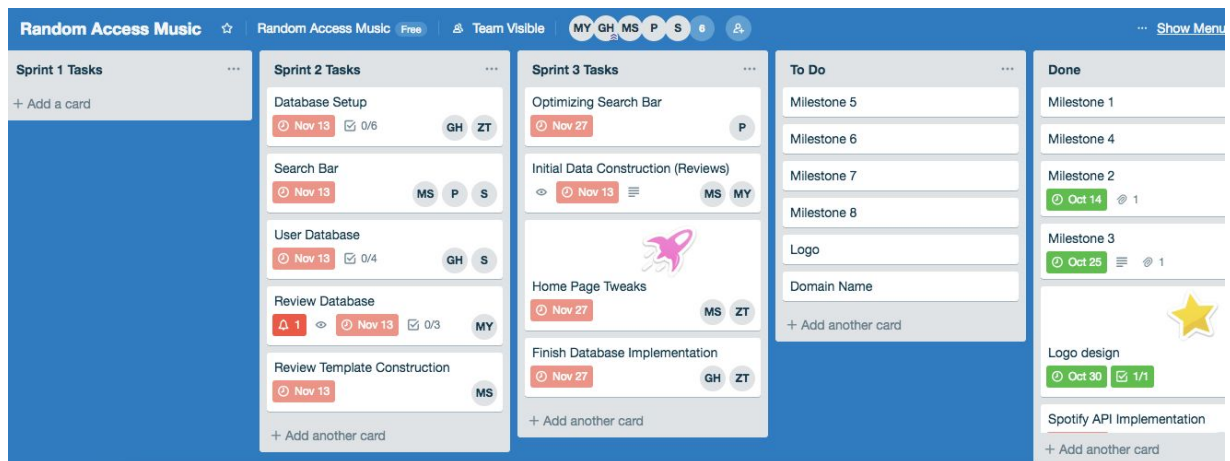 Random Access Music Random Access Music Free Team Visible MY GH MS P S 6 ... Show Menu
Sprint 1 Tasks ...
+ Add a card
Sprint 2 Tasks ...
Database Setup
Nov 13 0/6 GH ZT
Search Bar
Nov 13 MS P S
User Database
Nov 13 0/4 GH S
Review Database
1 Nov 13 0/3 MY
Review Template Construction
Nov 13 MS
+ Add another card
Sprint 3 Tasks ...
Optimizing Search Bar
Nov 27 P
Initial Data Construction (Reviews)
Nov 13 MS MY
Home Page Tweaks
Nov 27 MS ZT
Finish Database Implementation
Nov 27 GH ZT
+ Add another card
To Do ...
Milestone 5
Milestone 6
Milestone 7
Milestone 8
Logo
Domain Name
+ Add another card
Done
Milestone 1
Milestone 4
Milestone 2
Oct 14 1
Milestone 3
Oct 25 1
Logo design
Oct 30 1/1
Spotify API Implementation
+ Add another card